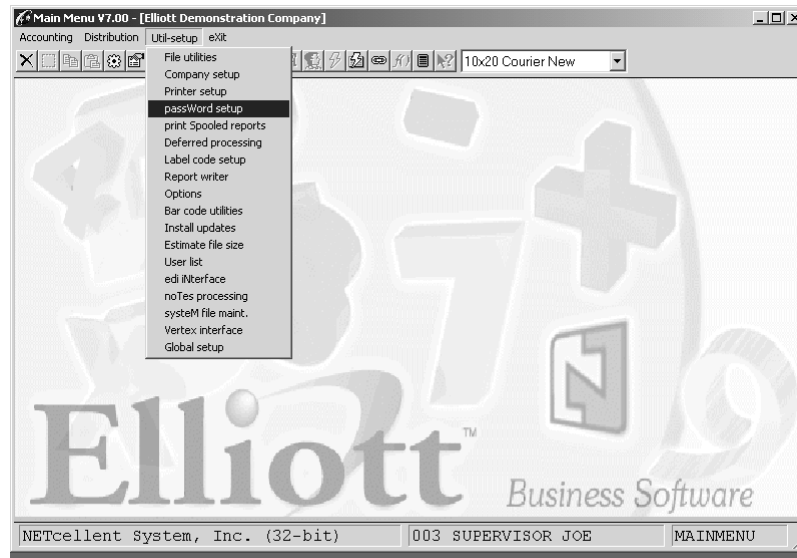 Main Menu V7.00 - [Elliott Demonstration Company]
Accounting Distribution Util-setup eXit
10x20 Courier New
File utilities
Company setup
Printer setup
passWord setup
print Spooled reports
Deferred processing
Label code setup
Report writer
Options
Bar code utilities
Install updates
Estimate file size
User list
edi iNterface
noTes processing
systeM file maint.
Vertex interface
Global setup
Elliott™
Business Software
NETcellent System, Inc. (32-bit) 003 SUPERVISOR JOE MAINMENU